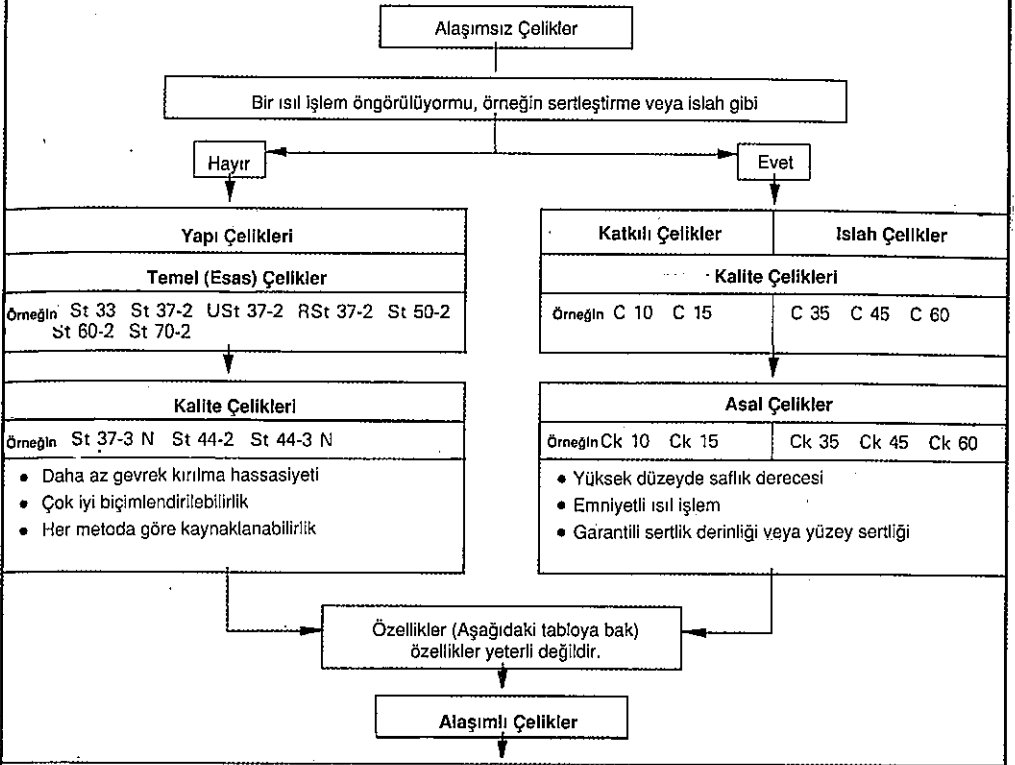 Alaşımsız Çelikler
Bir ısıl işlem öngörülüyormu, örneğin sertleştirme veya islah gibi
Hayır
Evet
Yapı Çelikleri
Temel (Esas) Çelikler
Örneğin St 33 St 37-2 USt 37-2 RSt 37-2 St 50-2
St 60-2 St 70-2
Kalite Çelikleri
Örneğin St 37-3 N St 44-2 St 44-3 N
• Daha az gevrek kırılma hassasiyeti
• Çok iyi biçimlendirilebilirlik
• Her metoda göre kaynaklanabilirlik
Katkılı Çelikler
Islah Çelikler
Kalite Çelikleri
Örneğin C 10 C 15
C 35 C 45 C 60
Asal Çelikler
Örneğin Ck 10 Ck 15
Ck 35 Ck 45 Ck 60
• Yüksek düzeyde saflık derecesi
• Emniyetli ısıl işlem
• Garantili sertlik derinliği veya yüzey sertliği
Özellikler (Aşağıdaki tabloya bak)
özellikler yeterli değildir.
Alaşımlı Çelikler